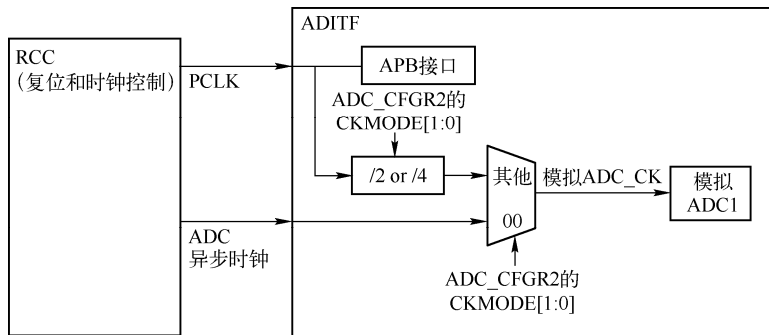 ADITF
RCC
（复位和时钟控制）
PCLK
APB接口
ADC_CFGR2的
CKMODE[1:0]
/2 or /4
其他
00
模拟ADC_CK
模拟
ADC1
ADC
异步时钟
ADC_CFGR2的
CKMODE[1:0]